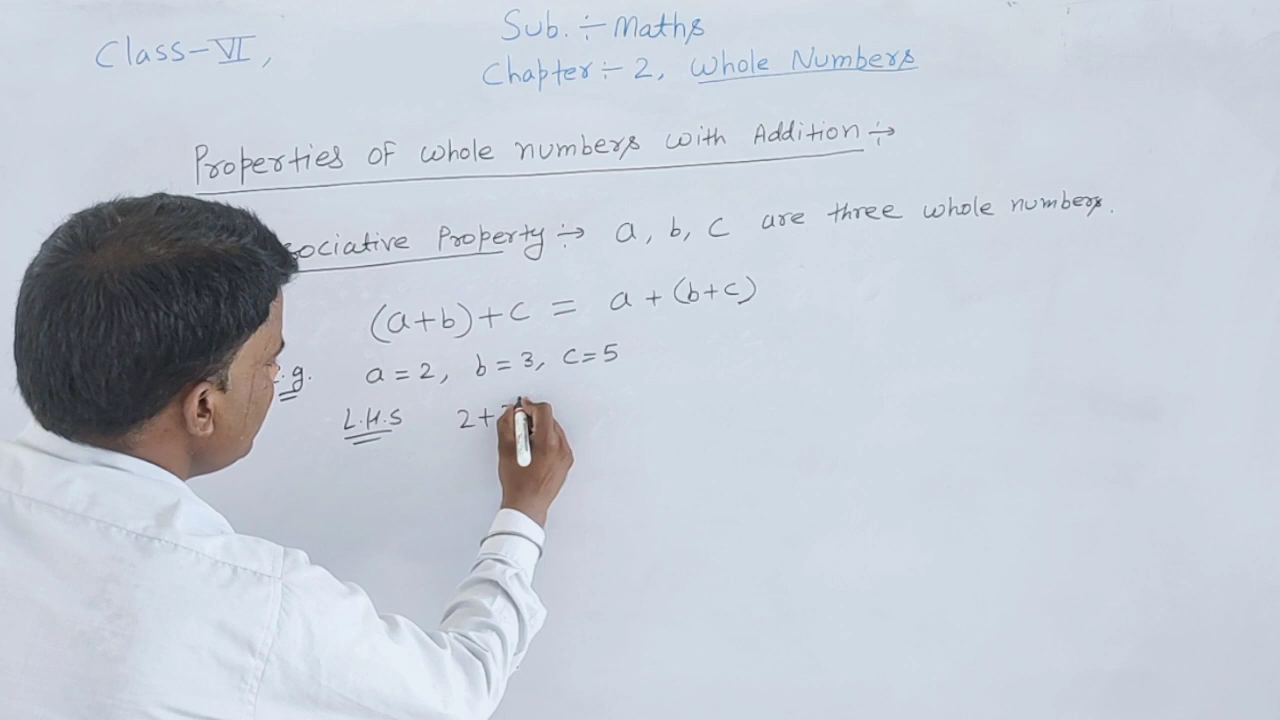 Class-VI,
Sub. ÷ Maths
Chapter ÷ 2, Whole Numbers
Properties of whole numbers with Addition ÷
Property ÷ a, b, c are three whole numbers.
(a+b)+c = a+(b+c)
a=2, b=3, c=5
L.H.S 2+